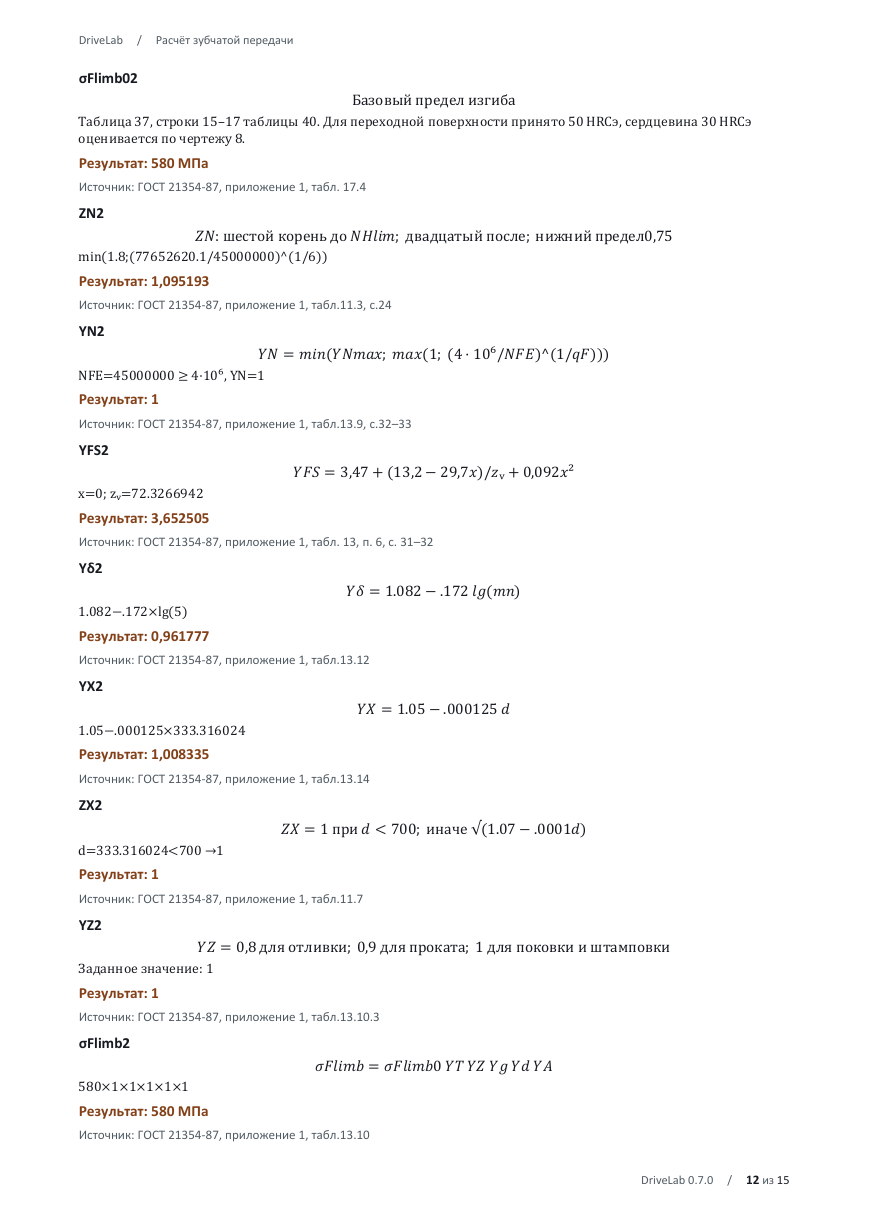 DriveLab / Расчёт зубчатой передачи
σFlimb02
Базовый предел изгиба
Таблица 37, строки 15–17 таблицы 40. Для переходной поверхности принято 50 HRCэ, сердцевина 30 HRCэ
оценивается по чертежу 8.
Результат: 580 МПа
Источник: ГОСТ 21354-87, приложение 1, табл. 17.4
ZN2
ZN: шестой корень до NHlim; двадцатый после; нижний предел0,75
min(1.8;(77652620.1/45000000)^(1/6))
Результат: 1,095193
Источник: ГОСТ 21354-87, приложение 1, табл.11.3, с.24
YN2
YN = min(YNmax; max(1; (4 · 10⁶/NFE)^(1/qF)))
NFE=45000000 ≥ 4·10⁶, YN=1
Результат: 1
Источник: ГОСТ 21354-87, приложение 1, табл.13.9, с.32–33
YFS2
YFS = 3,47 + (13,2 − 29,7x)/zᵥ + 0,092x²
x=0; zᵥ=72.3266942
Результат: 3,652505
Источник: ГОСТ 21354-87, приложение 1, табл. 13, п. 6, с. 31–32
Yδ2
Yδ = 1.082 − .172 lg(mn)
1.082−.172×lg(5)
Результат: 0,961777
Источник: ГОСТ 21354-87, приложение 1, табл.13.12
YX2
YX = 1.05 − .000125 d
1.05−.000125×333.316024
Результат: 1,008335
Источник: ГОСТ 21354-87, приложение 1, табл.13.14
ZX2
ZX = 1 при d < 700; иначе √(1.07 − .0001d)
d=333.316024<700 →1
Результат: 1
Источник: ГОСТ 21354-87, приложение 1, табл.11.7
YZ2
YZ = 0,8 для отливки; 0,9 для проката; 1 для поковки и штамповки
Заданное значение: 1
Результат: 1
Источник: ГОСТ 21354-87, приложение 1, табл.13.10.3
σFlimb2
σFlimb = σFlimb0 YT YZ Yg Yd YA
580×1×1×1×1×1
Результат: 580 МПа
Источник: ГОСТ 21354-87, приложение 1, табл.13.10
DriveLab 0.7.0 / 12 из 15